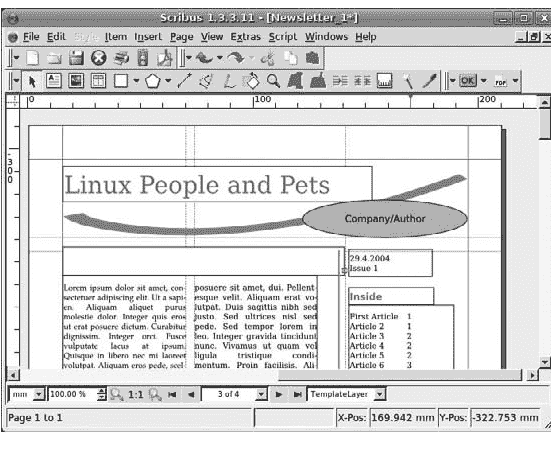 Scribus 1.3.3.11 - [Newsletter_1*]
File Edit Style Item Insert Page View Extras Script Windows Help
OK PDF
0 100 200
-300
Linux People and Pets
Company/Author
29.4.2004
Issue 1
Lorem ipsum dolor sit amet, con-
sectetuer adipiscing elit. Ut a sapi-
en. Aliquam aliquet purus
molestie dolor. Integer quis eros
ut erat posuere dictum. Curabitur
dignissim. Integer orci. Fusce
vulputate lacus at ipsum.
Quisque in libero nec mi laoreet
volutpat. Aliquam eros pede, scel-
posuere sit amet, dui. Pellent-
esque velit. Aliquam erat vo-
lutpat. Duis sagittis nibh sed
justo. Sed ultrices nisl sed
pede. Sed tempor lorem in
leo. Integer gravida tincidunt
nunc. Vivamus ut quam vel
ligula tristique condi-
mentum. Proin facilisis. Ali-
Inside
First Article 1
Article 2 1
Article 3 2
Article 4 2
Article 5 2
Article 6 3
mm 100.00 % 1:1 3 of 4 TemplateLayer
Page 1 to 1 X-Pos: 169.942 mm Y-Pos: -322.753 mm